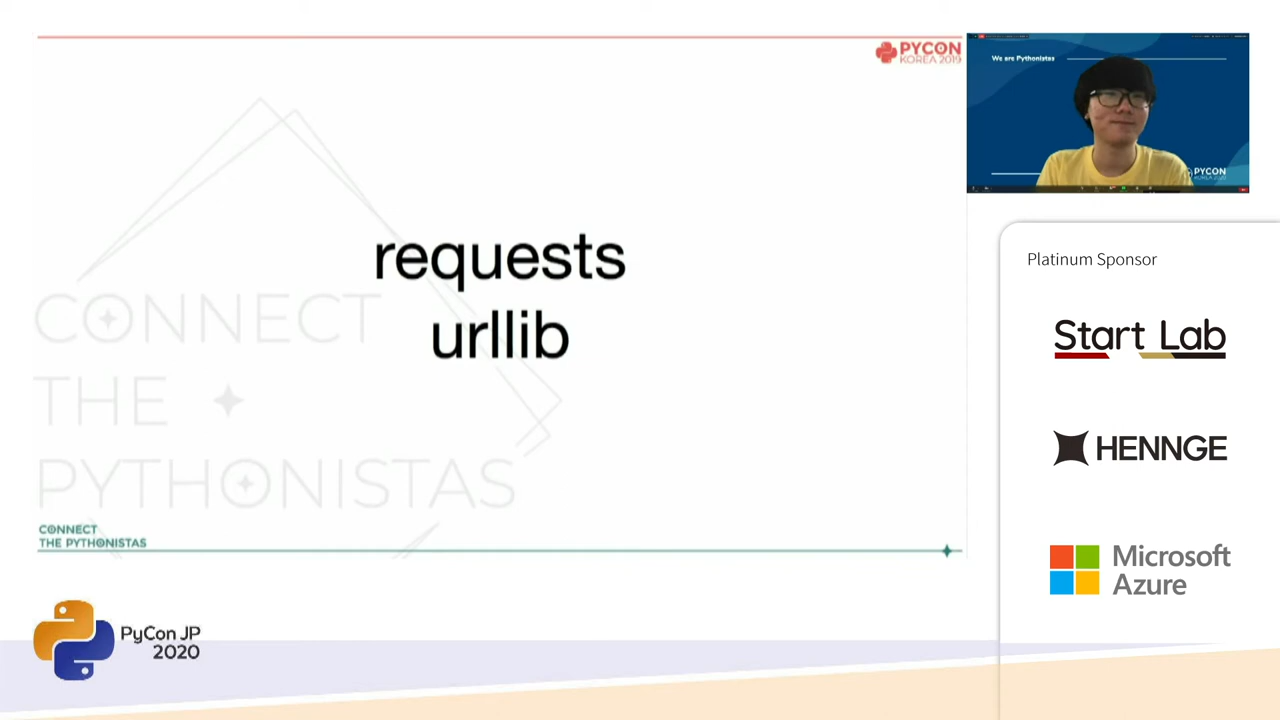 PYCON
KOREA 2019
requests
urllib
CONNECT
THE
PYTHONISTAS
CONNECT
THE PYTHONISTAS
We are Pythonistas
PYCON
KOREA 2020
Platinum Sponsor
Start Lab
HENNGE
Microsoft
Azure
PyCon JP
2020